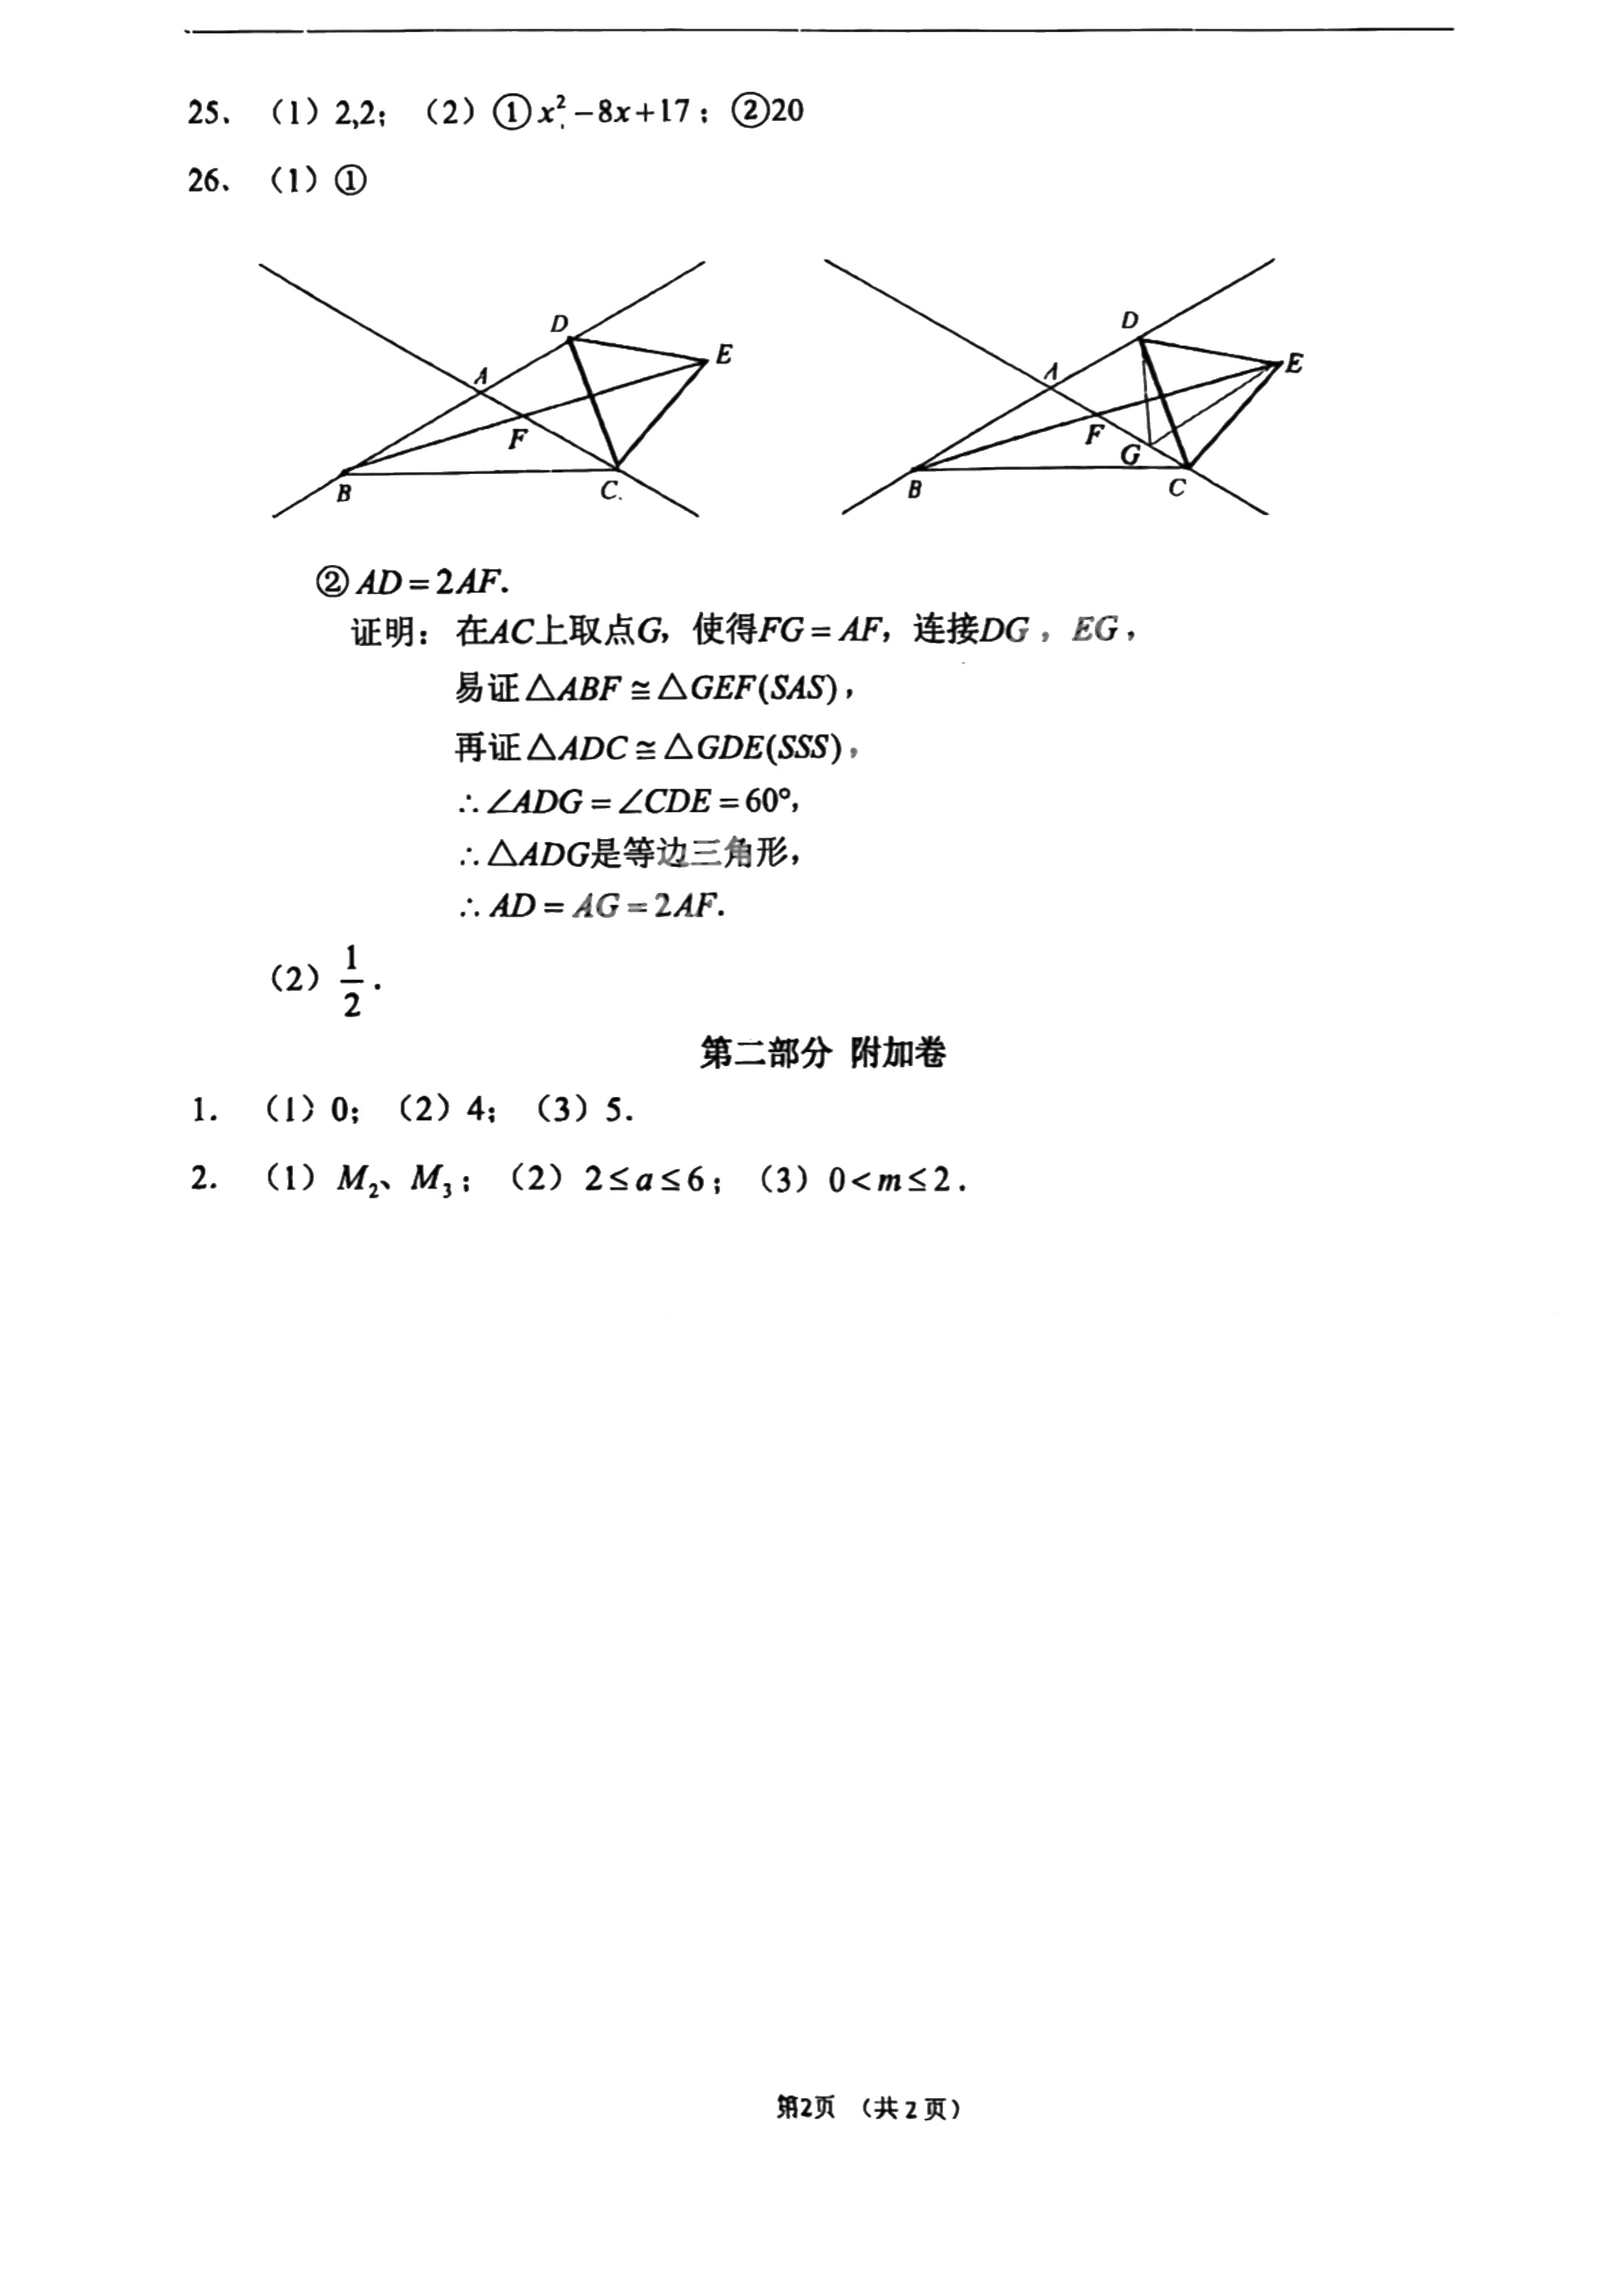 25. （1）2,2；（2）①x²-8x+17；②20
26. （1）①
D
E
A
F
B
C.
D
E
A
F
G
B
C
②AD=2AF.
证明：在AC上取点G，使得FG=AF，连接DG，EG，
易证△ABF≌△GEF(SAS)，
再证△ADC≌△GDE(SSS)，
∴∠ADG=∠CDE=60°，
∴△ADG是等边三角形，
∴AD=AG=2AF.
（2）1/2.
第二部分 附加卷
1. （1）0；（2）4；（3）5.
2. （1）M₂、M₃；（2）2≤a≤6；（3）0<m≤2.
第2页 （共2页）